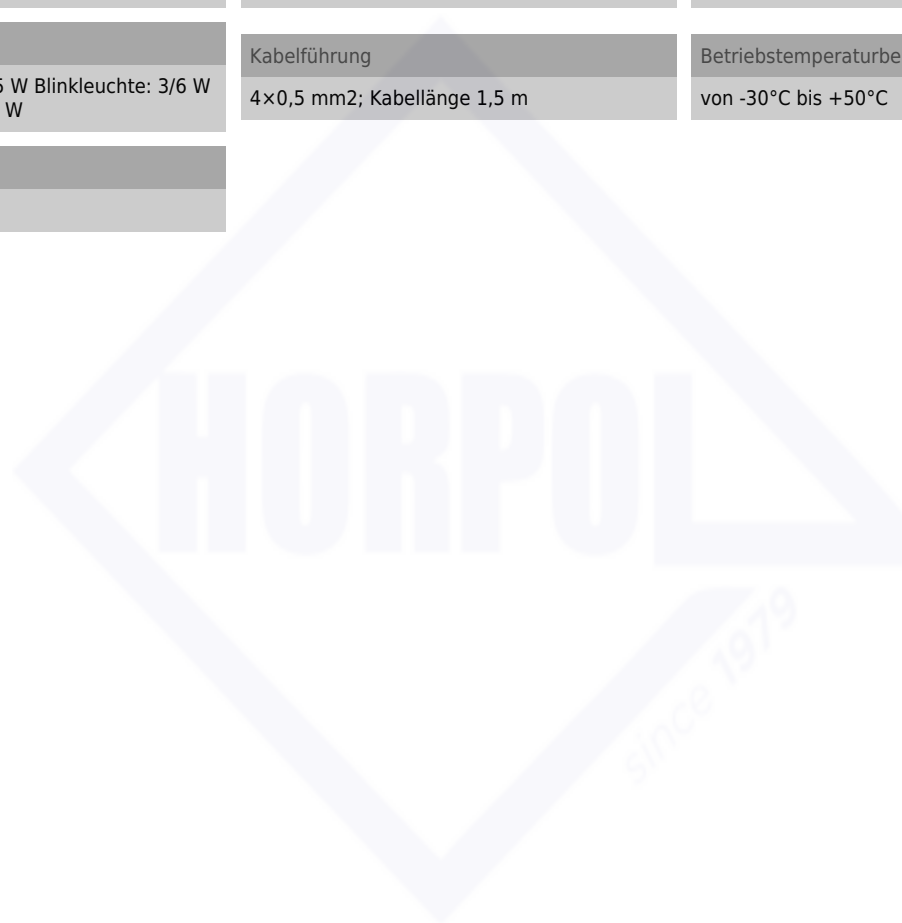 W Blinkleuchte: 3/6 W
W
Kabelführung
4×0,5 mm2; Kabellänge 1,5 m
Betriebstemperaturbe
von -30°C bis +50°C
HORPOL
since 1979